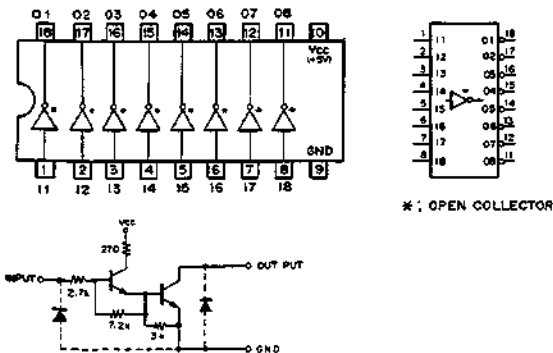 O1 O2 O3 O4 O5 O6 O7 O8
18 17 16 15 14 13 12 11 10
VCC
(+5V)
* * * * * * * *
GND
1 2 3 4 5 6 7 8 9
I1 I2 I3 I4 I5 I6 I7 I8
1 I1 O1 18
2 I2 O2 17
3 I3 O3 16
4 I4 O4 15
5 I5 O5 14
6 I6 O6 13
7 I7 O7 12
8 I8 O8 11
*; OPEN COLLECTOR
VCC
270
INPUT
2.7k
7.2k
3k
OUT PUT
GND